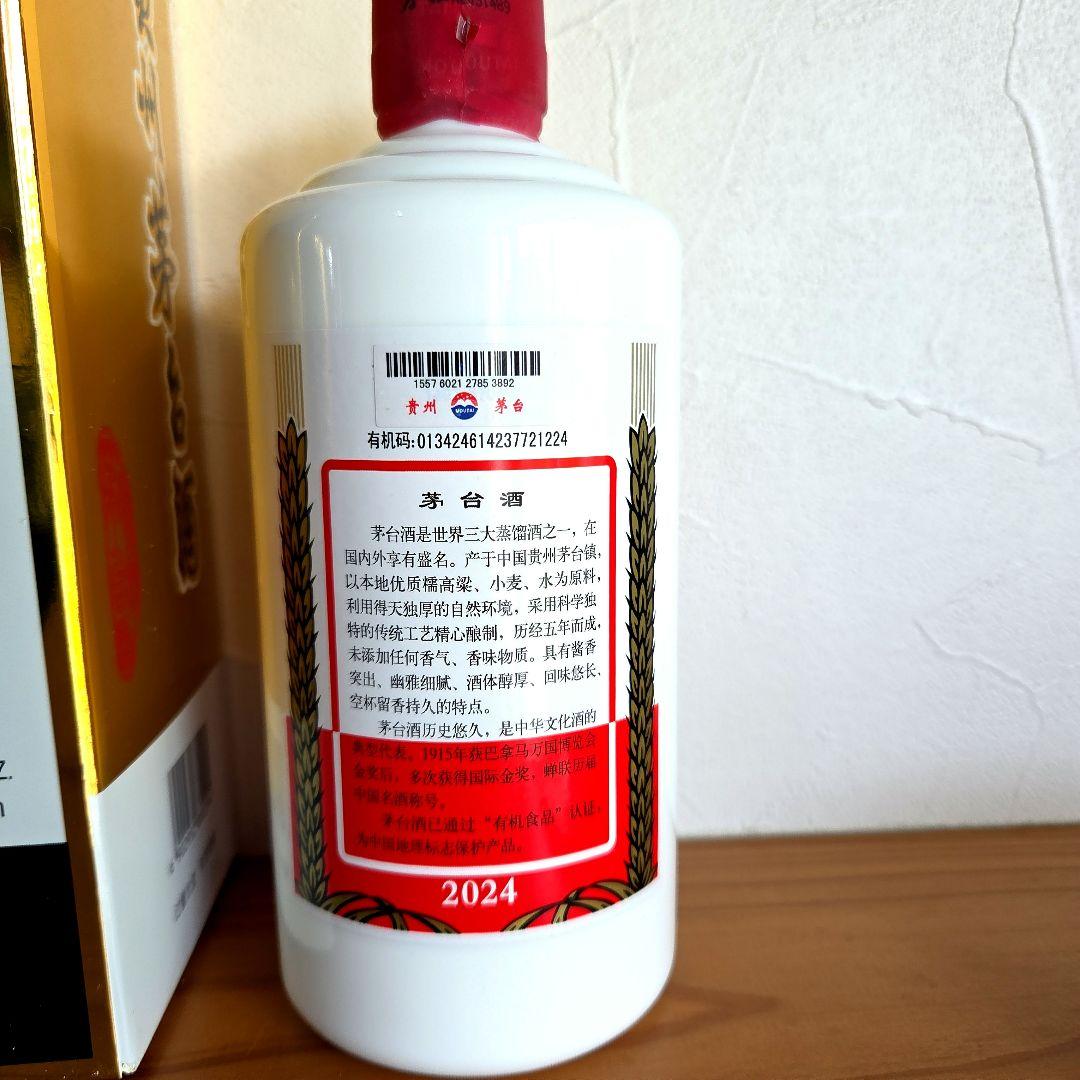 1557 6021 2785 3892
贵州 MOUTAI 茅台
有机码:013424614237721224
茅台酒
茅台酒是世界三大蒸馏酒之一，在
国内外享有盛名。产于中国贵州茅台镇，
以本地优质糯高粱、小麦、水为原料，
利用得天独厚的自然环境，采用科学独
特的传统工艺精心酿制，历经五年而成，
未添加任何香气、香味物质。具有酱香
突出、幽雅细腻、酒体醇厚、回味悠长、
空杯留香持久的特点。
茅台酒历史悠久，是中华文化酒的
典型代表。1915年获巴拿马万国博览会
金奖后，多次获得国际金奖，蝉联历届
中国名酒称号。
茅台酒已通过“有机食品”认证，
为中国地理标志保护产品。
2024